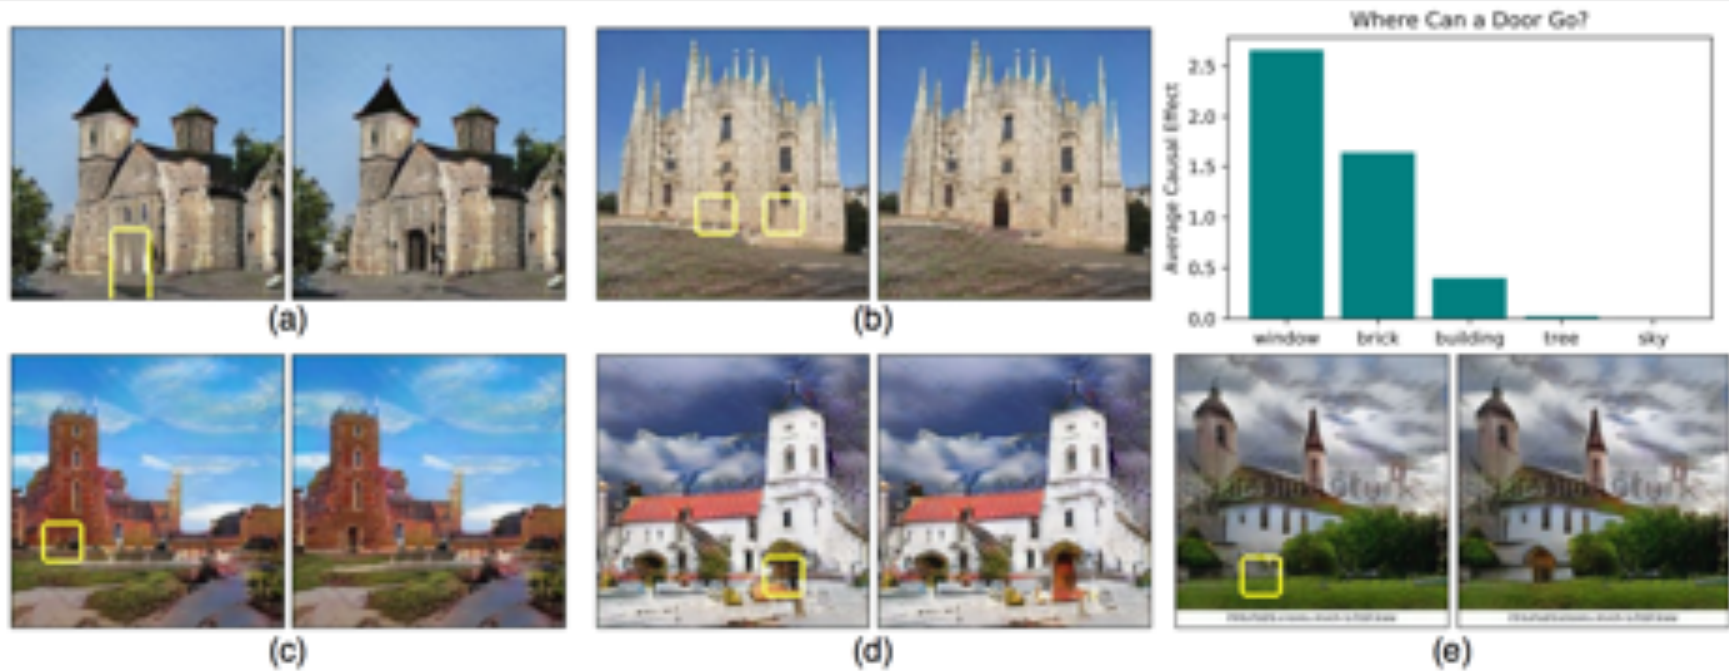 Where Can a Door Go?
Average Causal Effect
2.5
2.0
1.5
1.0
0.5
0.0
window brick building tree sky
(a)
(b)
(c)
(d)
(e)